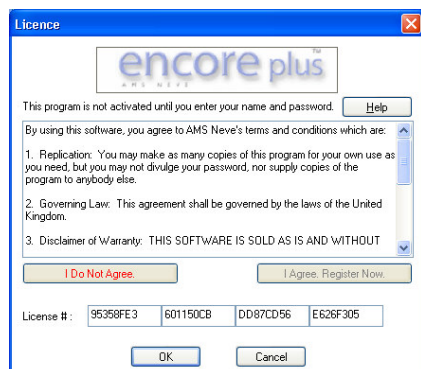 Licence
encore plus™
AMS NEVE
This program is not activated until you enter your name and password.
Help
By using this software, you agree to AMS Neve's terms and conditions which are:
1. Replication: You may make as many copies of this program for your own use as
you need, but you may not divulge your password, nor supply copies of the
program to anybody else.
2. Governing Law: This agreement shall be governed by the laws of the United
Kingdom.
3. Disclaimer of Warranty: THIS SOFTWARE IS SOLD AS IS AND WITHOUT
I Do Not Agree.
I Agree. Register Now.
License # : 95358FE3 601150CB DD87CD56 E626F305
OK
Cancel